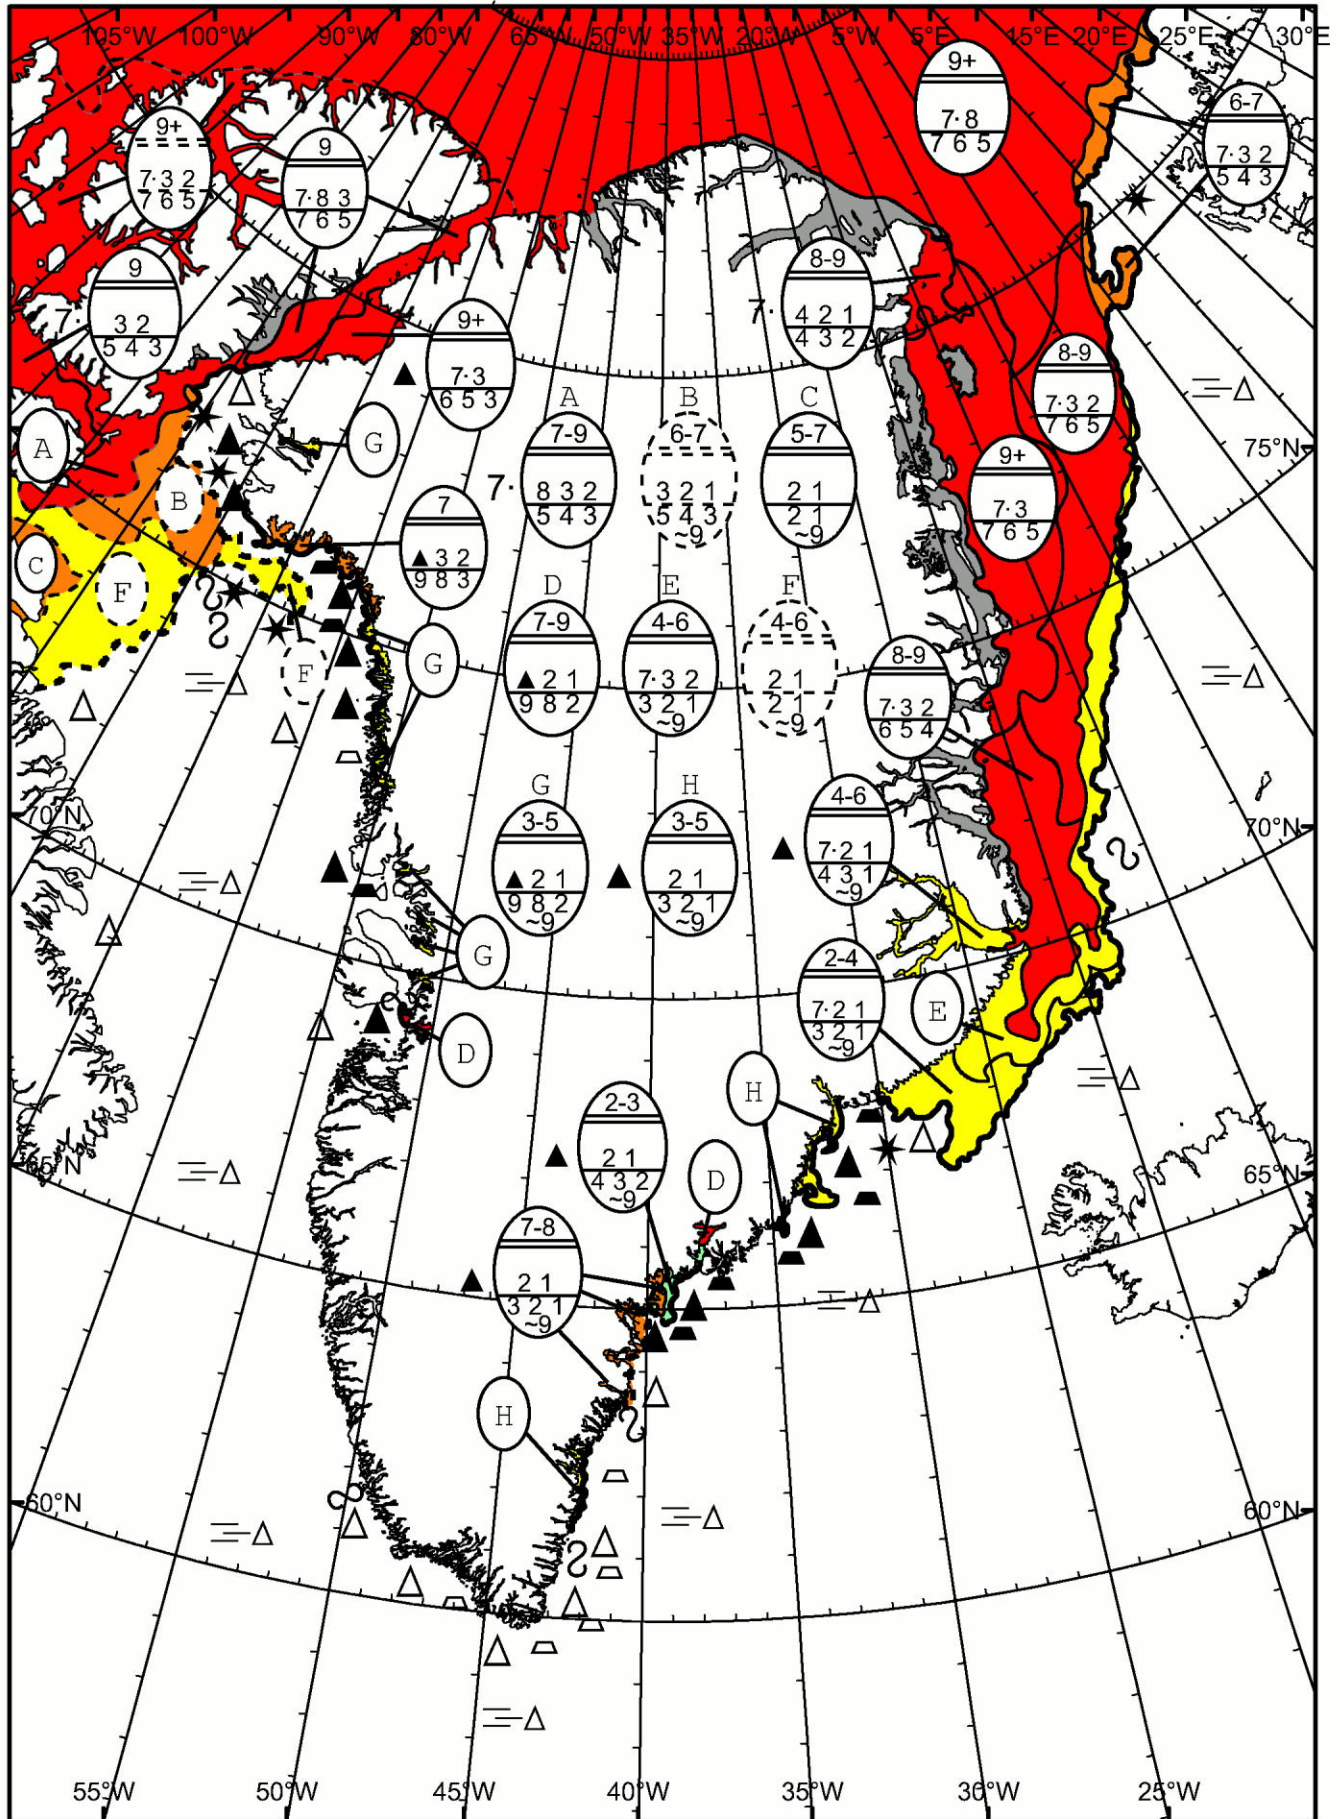 105°W 100°W 90°W 80°W 65°W 50°W 35°W 20°W 5°W 5°E 15°E 20°E 25°E 30°E
9+
7·8
7 6 5
6-7
7·3 2
5 4 3
9+
7·3 2
7 6 5
9
7·8 3
7 6 5
9
7·
3 2
5 4 3
8-9
7·
4 2 1
4 3 2
9+
7·3
6 5 3
8-9
7·3 2
7 6 5
A
G
A
7-9
7·
8 3 2
5 4 3
B
6-7
3 2 1
5 4 3
~9
C
5-7
2 1
2 1
~9
9+
7·3
7 6 5
75°N
B
C
F
7
▲3 2
9 8 3
D
7-9
▲2 1
9 8 2
E
4-6
7·3 2
3 2 1
~9
F
4-6
2 1
2 1
~9
8-9
7·3 2
6 5 4
F
G
70°N
70°N
G
3-5
▲2 1
9 8 2
~9
H
3-5
2 1
3 2 1
~9
4-6
7·2 1
4 3 1
~9
G
D
2-4
7·2 1
3 2 1
~9
E
H
2-3
2 1
4 3 2
~9
D
65°N
65°N
7-8
2 1
3 2 1
~9
H
60°N
60°N
55°W 50°W 45°W 40°W 35°W 30°W 25°W